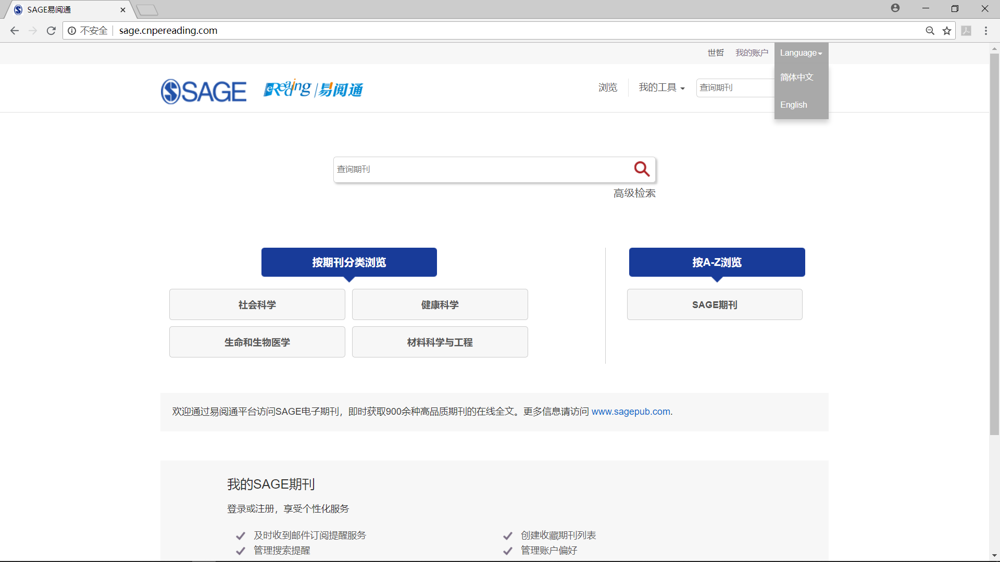 SAGE易阅通
不安全
sage.cnpereading.com
世哲
我的账户
Language
简体中文
English
SAGE
eReading
易阅通
浏览
我的工具
查询期刊
查询期刊
高级检索
按期刊分类浏览
按A-Z浏览
社会科学
健康科学
SAGE期刊
生命和生物医学
材料科学与工程
欢迎通过易阅通平台访问SAGE电子期刊，即时获取900余种高品质期刊的在线全文。更多信息请访问 www.sagepub.com.
我的SAGE期刊
登录或注册，享受个性化服务
及时收到邮件订阅提醒服务
创建收藏期刊列表
管理搜索提醒
管理账户偏好